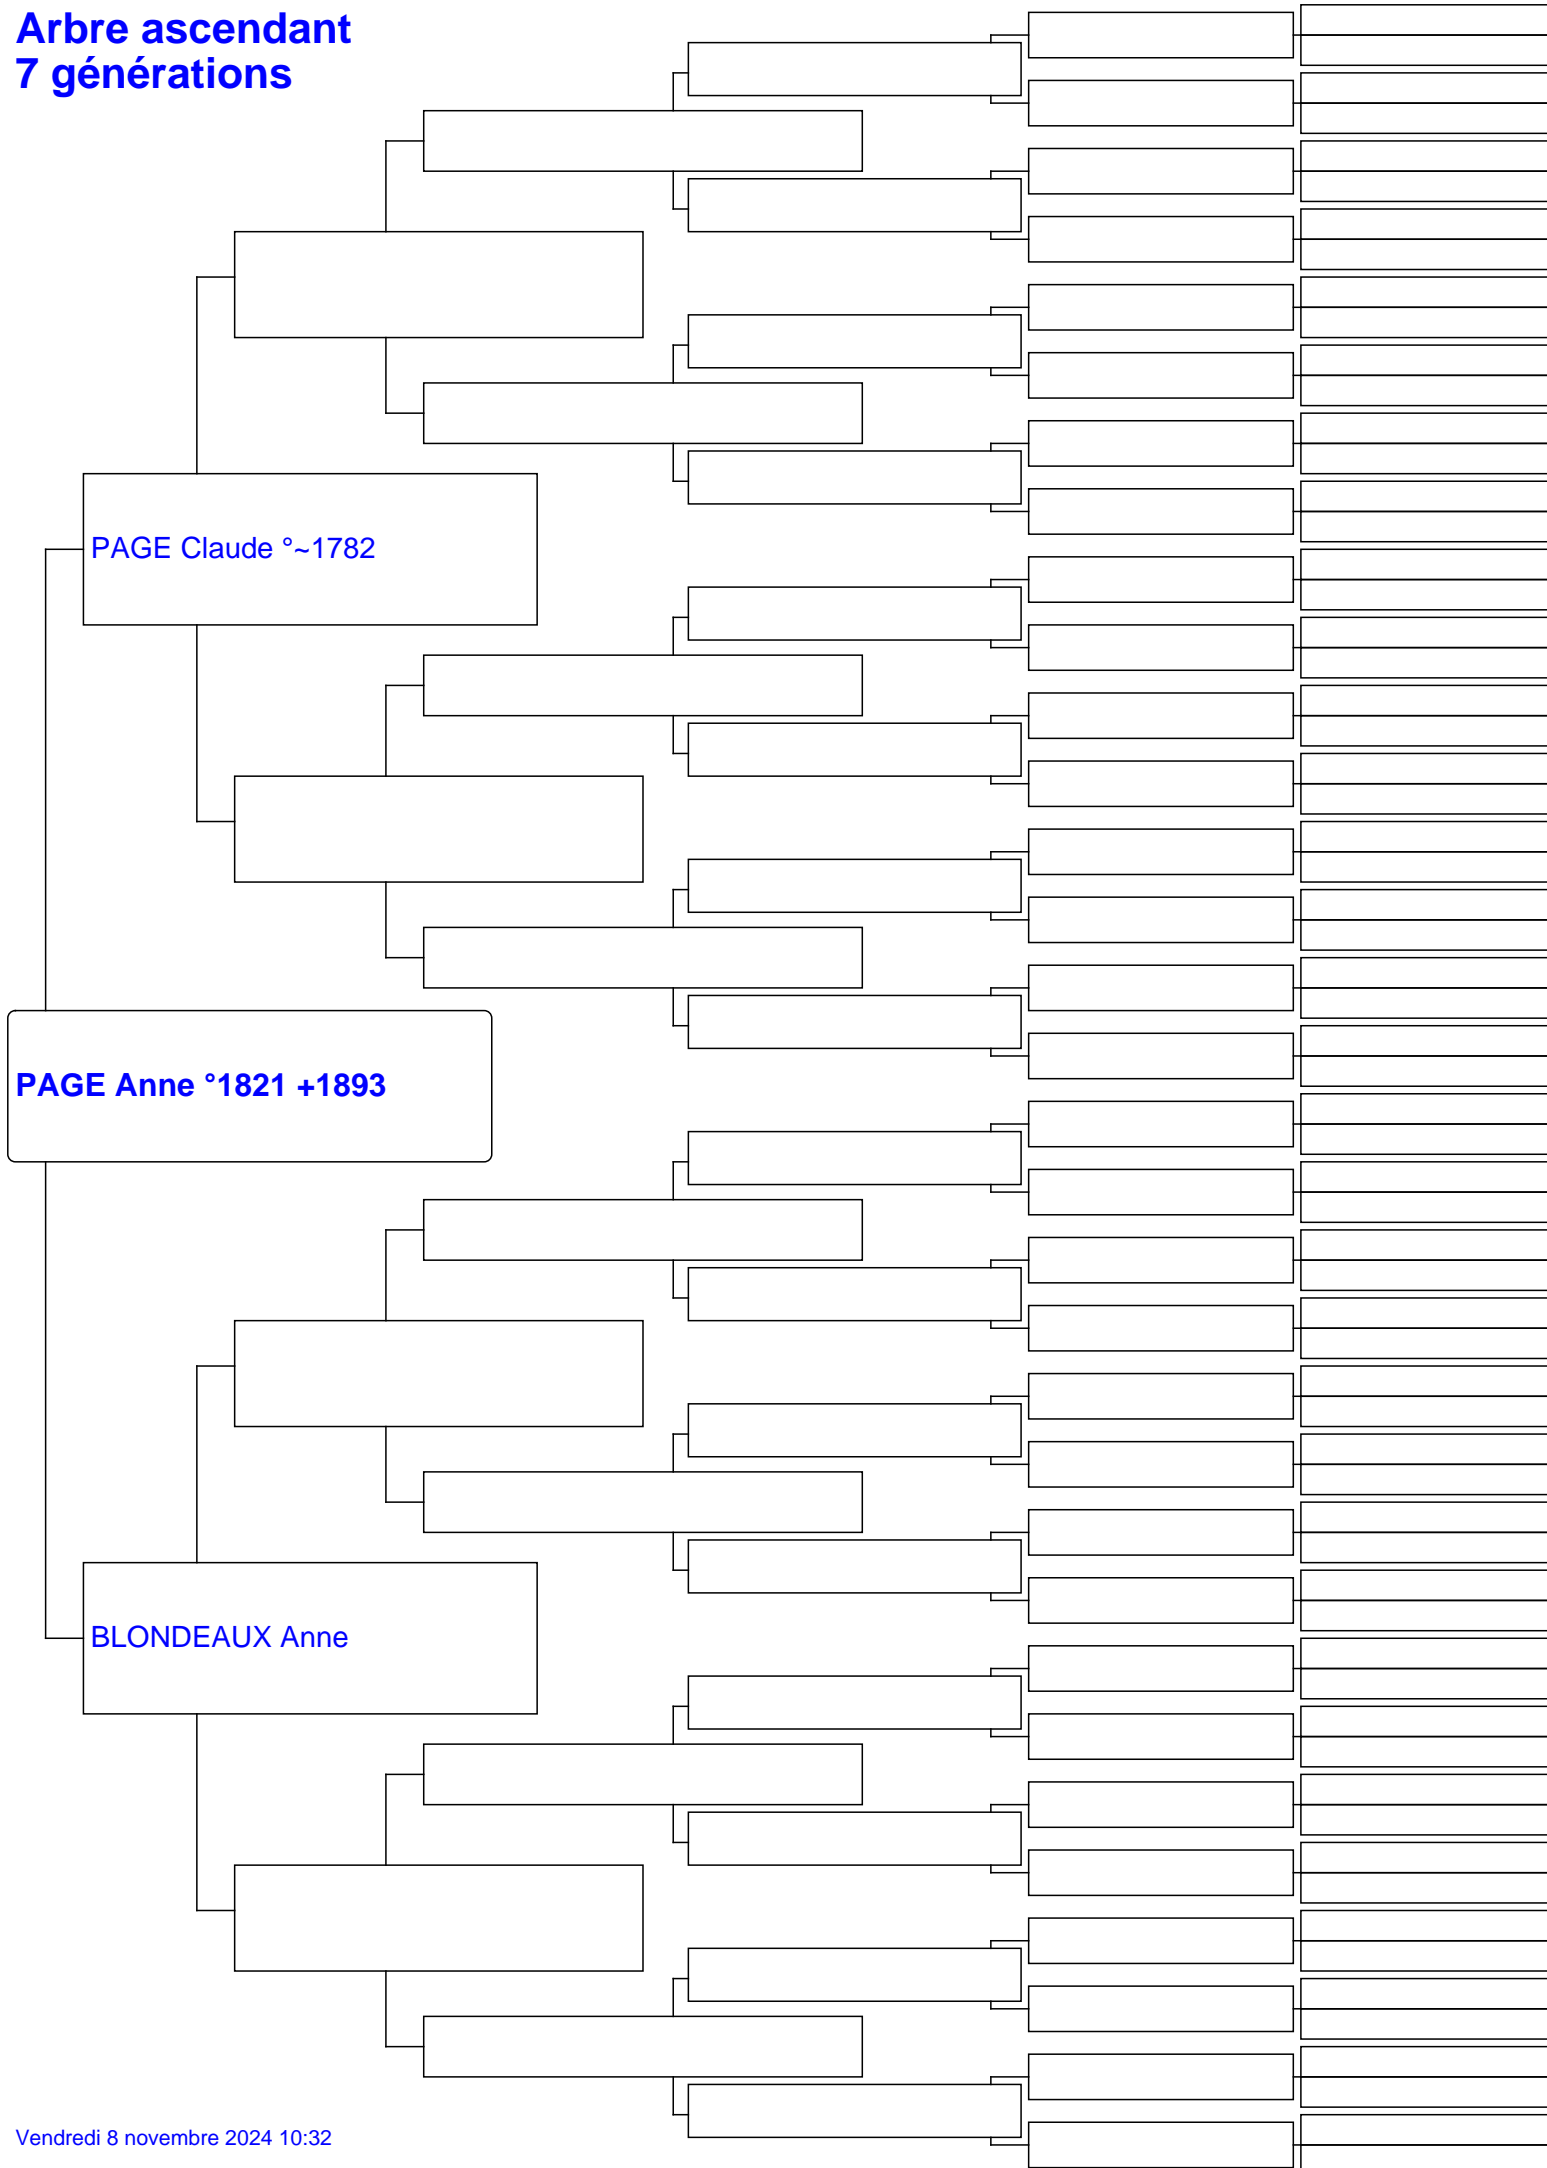 Arbre ascendant
7 générations
PAGE Claude °~1782
PAGE Anne °1821 +1893
BLONDEAUX Anne
Vendredi 8 novembre 2024 10:32